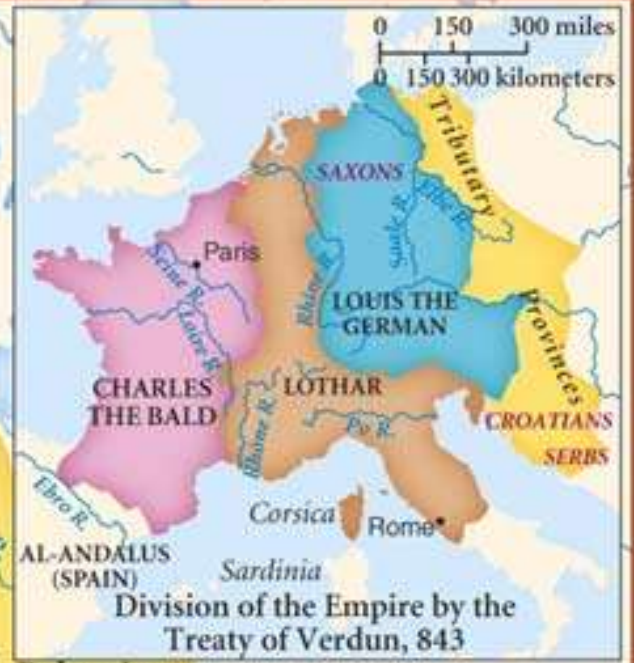 0 150 300 miles
0 150 300 kilometers
Tributary
SAXONS
Elbe R.
Saale R.
Paris
Seine R.
Rhine R.
LOUIS THE
GERMAN
Provinces
Loire R.
CHARLES
THE BALD
LOTHAR
Rhône R.
Po R.
CROATIANS
SERBS
Ebro R.
Corsica
Rome
AL-ANDALUS
(SPAIN)
Sardinia
Division of the Empire by the
Treaty of Verdun, 843